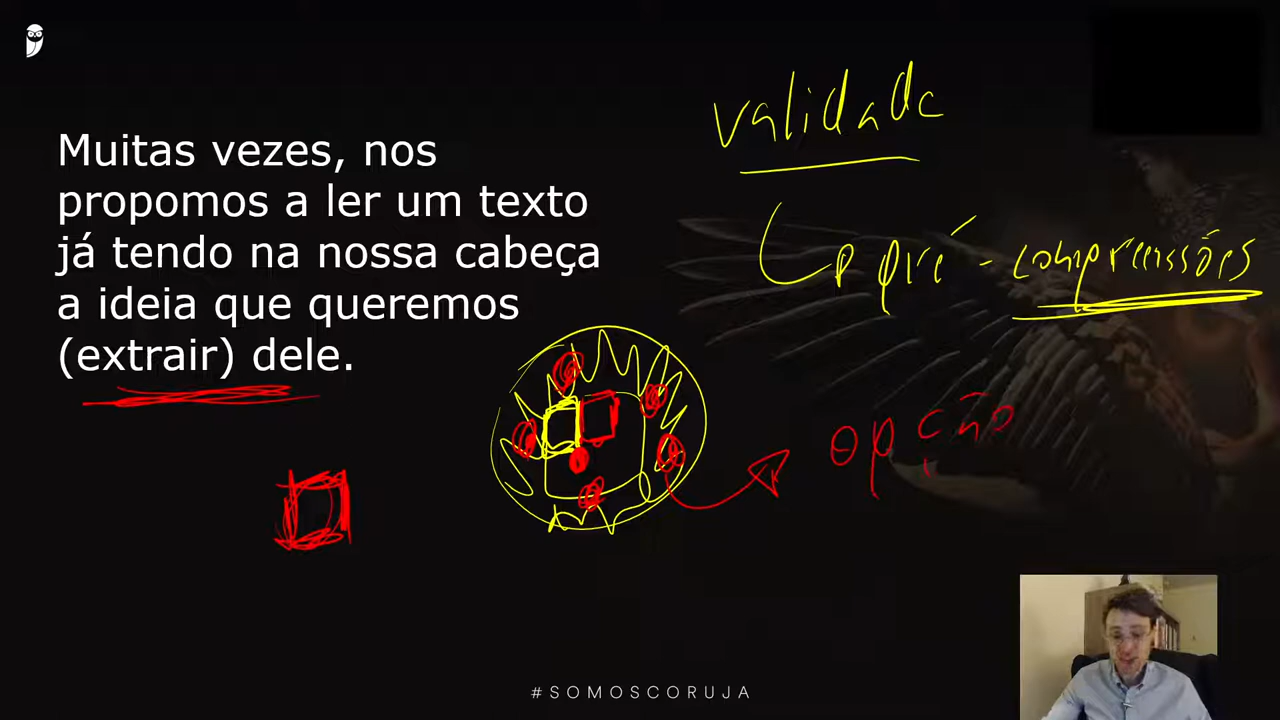 Muitas vezes, nos
propomos a ler um texto
já tendo na nossa cabeça
a ideia que queremos
(extrair) dele.
validade
pré-compreensões
opção
#SOMOSCORUJA